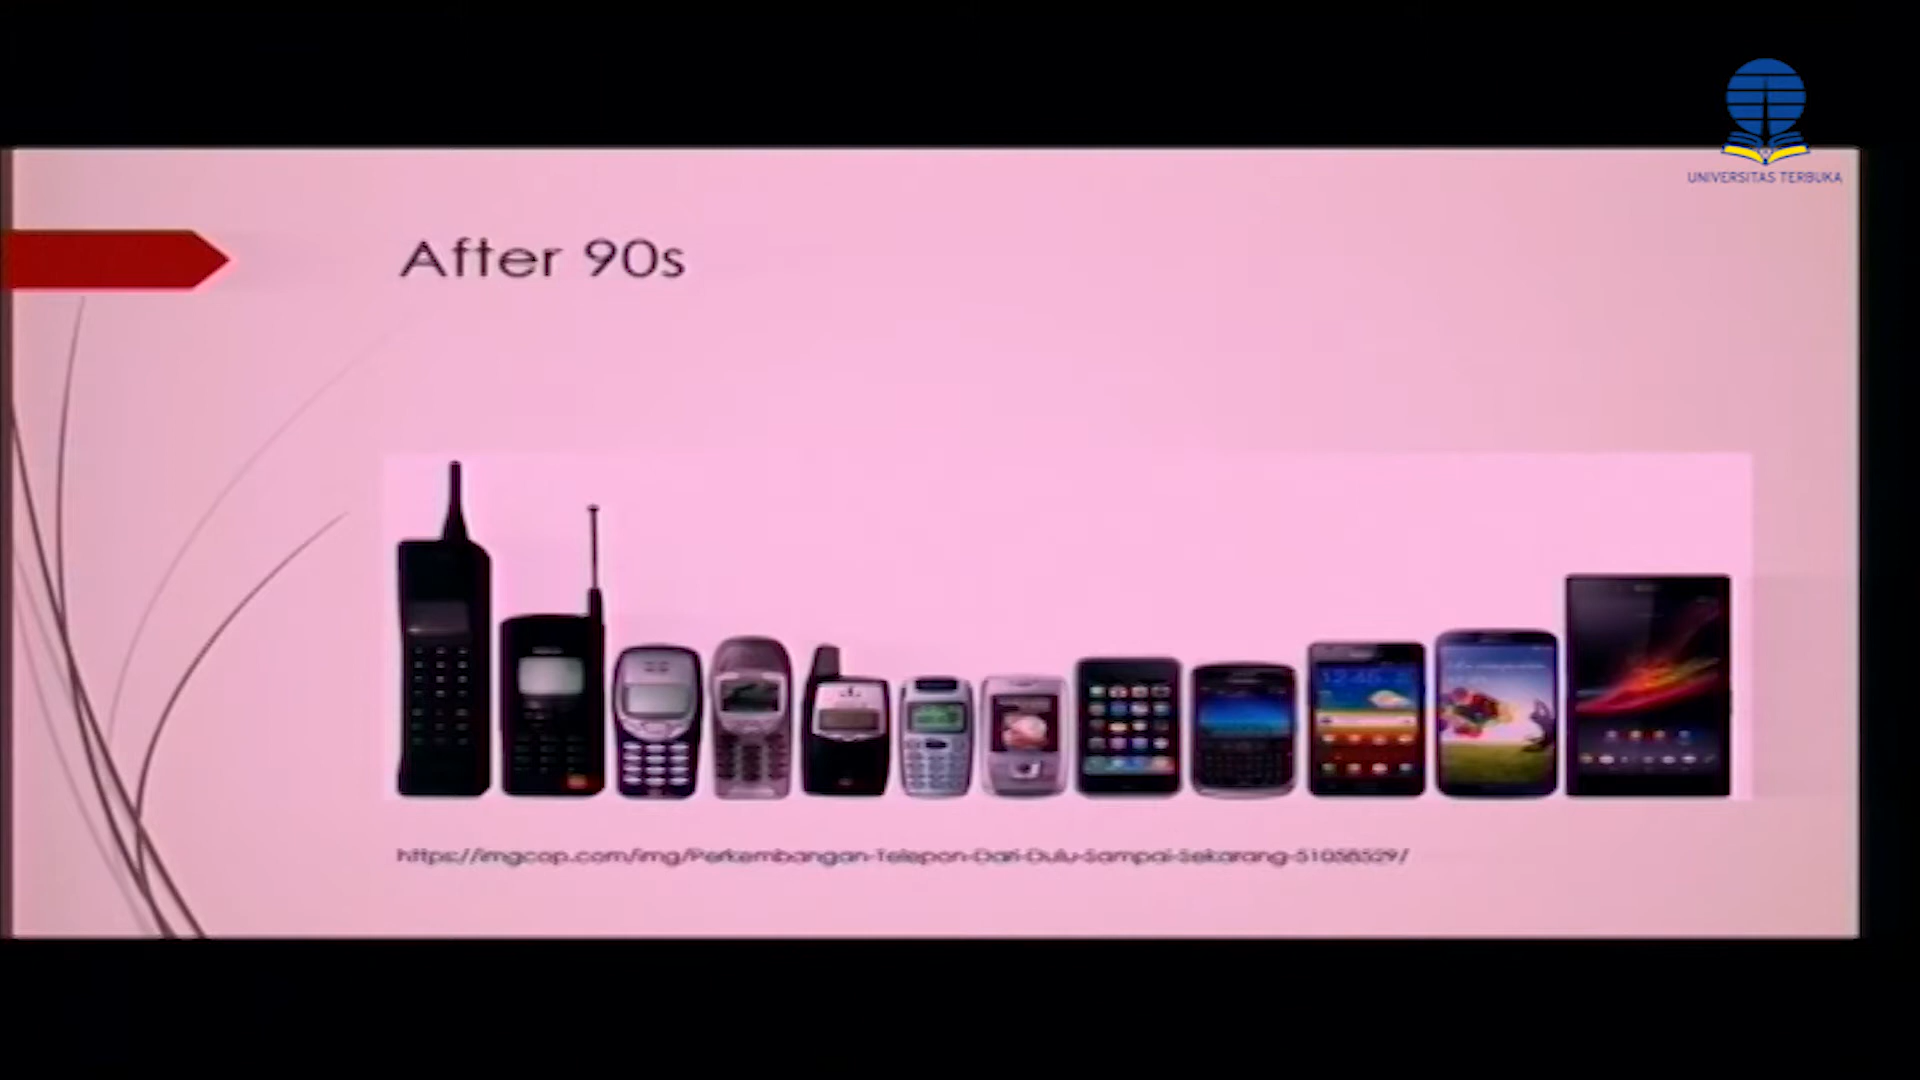 UNIVERSITAS TERBUKA
After 90s
https://imgcop.com/img/Perkembangan-Telepon-Dari-Dulu-Sampai-Sekarang-51058529/